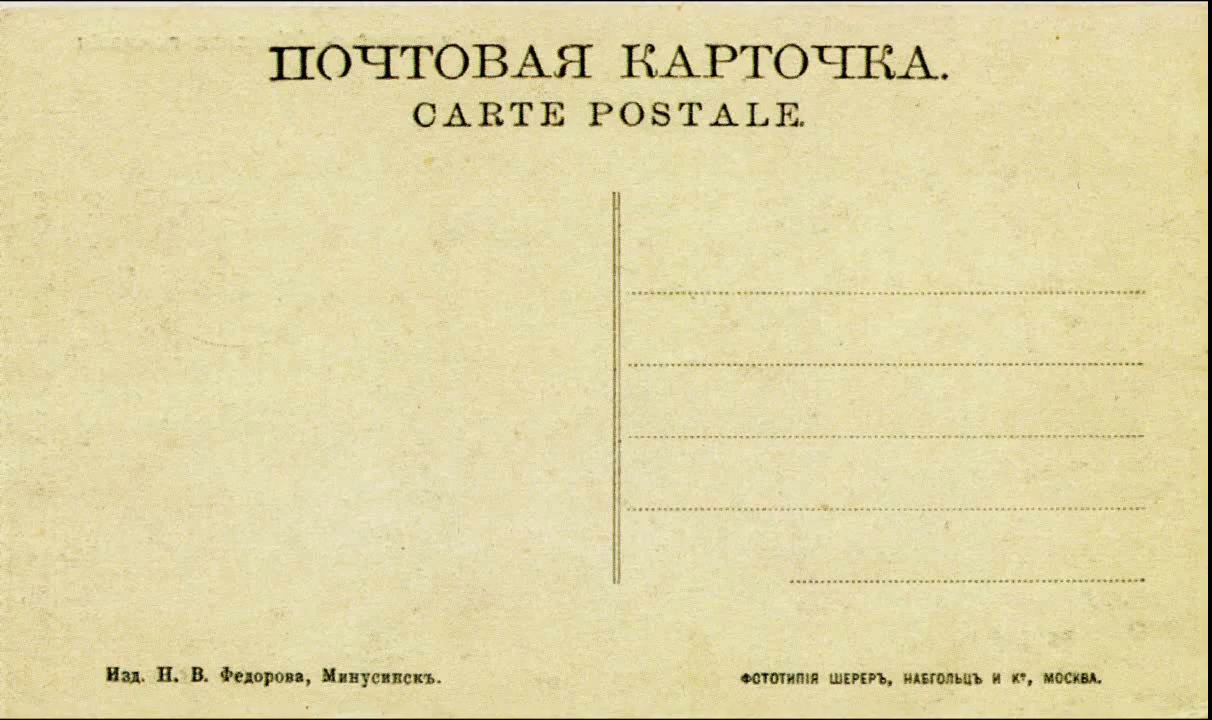 ПОЧТОВАЯ КАРТОЧКА.
CARTE POSTALE.
Изд. Н. В. Федорова, Минусинскъ.
ФОТОТИПІЯ ШЕРЕРЪ, НАБГОЛЬЦЪ И Кº, МОСКВА.